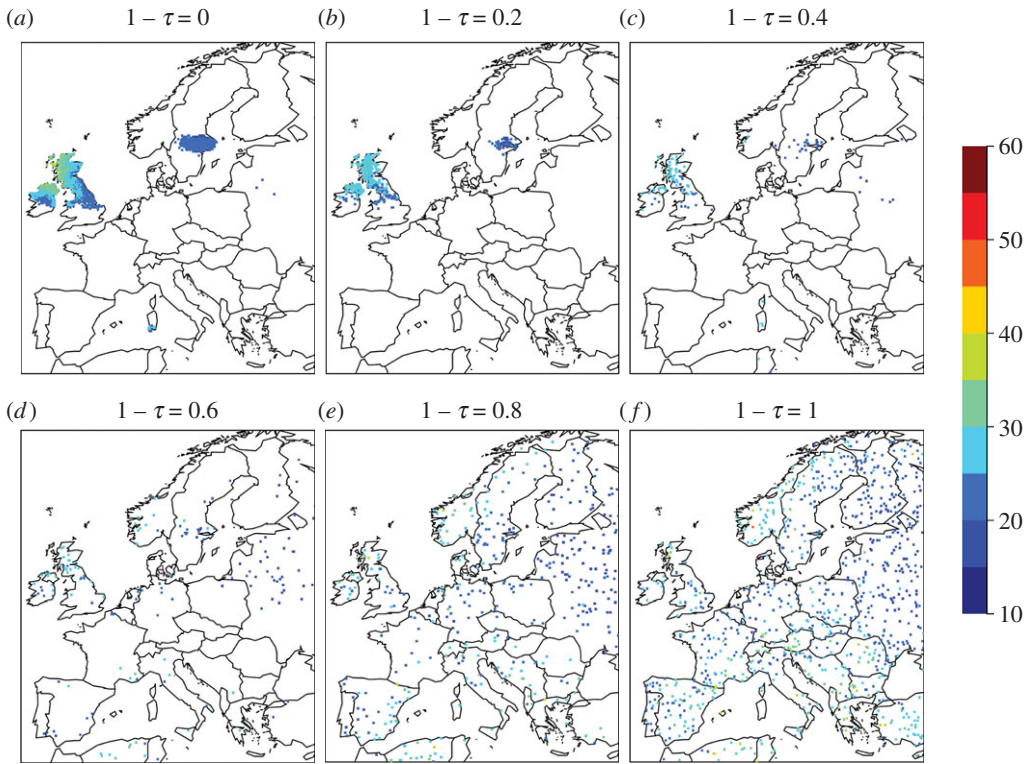 (a) 1 – τ = 0
(b) 1 – τ = 0.2
(c) 1 – τ = 0.4
60
50
40
30
20
10
(d) 1 – τ = 0.6
(e) 1 – τ = 0.8
(f) 1 – τ = 1